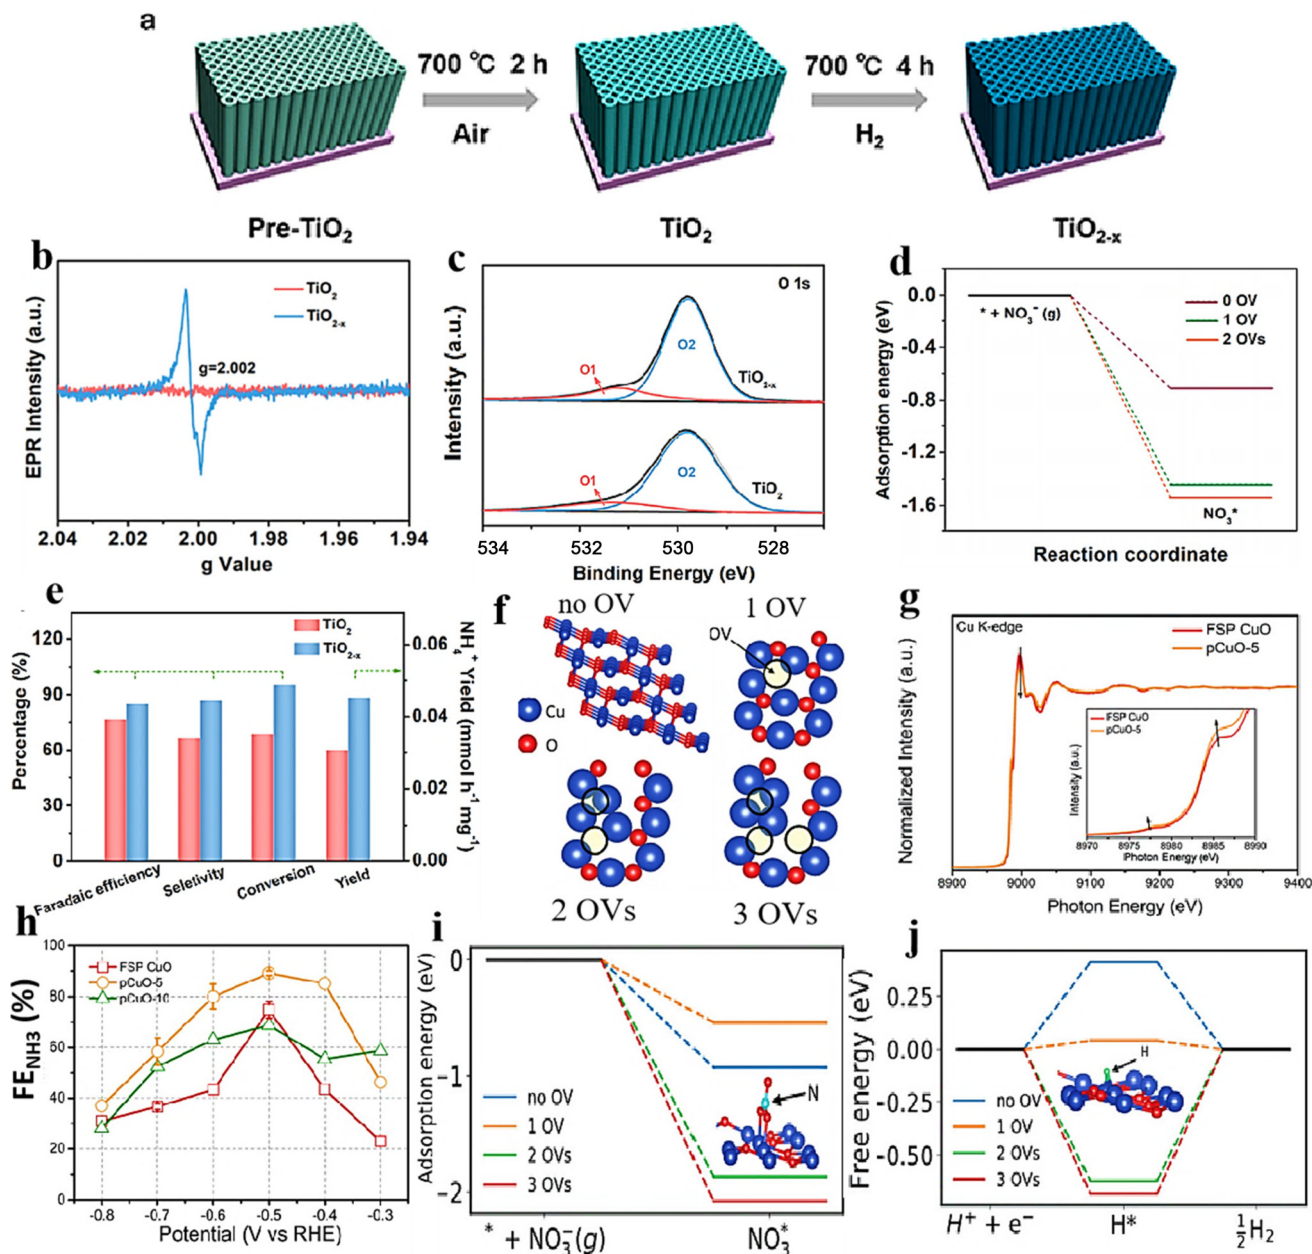 a
700 °C 2 h
Air
700 °C 4 h
H₂
Pre-TiO₂
TiO₂
TiO₂₋ₓ
b
EPR Intensity (a.u.)
TiO₂
TiO₂₋ₓ
g=2.002
2.04 2.02 2.00 1.98 1.96 1.94
g Value
c
Intensity (a.u.)
O 1s
O1
O2
TiO₂₋ₓ
O1
O2
TiO₂
534 532 530 528
Binding Energy (eV)
d
Adsorption energy (eV)
0.0
-0.4
-0.8
-1.2
-1.6
* + NO₃⁻ (g)
0 OV
1 OV
2 OVs
NO₃*
Reaction coordinate
e
Percentage (%)
120
90
60
30
0
TiO₂
TiO₂₋ₓ
0.06
0.04
0.02
0.00
NH₄⁺ Yield (mmol h⁻¹ mg⁻¹)
Faradaic efficiency
Seletivity
Conversion
Yield
f
no OV
1 OV
OV
Cu
O
2 OVs
3 OVs
g
Normalized Intensity (a.u.)
Cu K-edge
FSP CuO
pCuO-5
FSP CuO
pCuO-5
Intensity (a.u.)
8970 8975 8980 8985 8990
Photon Energy (eV)
8900 9000 9100 9200 9300 9400
Photon Energy (eV)
h
FE_NH3 (%)
100
80
60
40
20
0
FSP CuO
pCuO-5
pCuO-10
-0.8 -0.7 -0.6 -0.5 -0.4 -0.3
Potential (V vs RHE)
i
Adsorption energy (eV)
0
−1
−2
no OV
1 OV
2 OVs
3 OVs
N
* + NO₃⁻(g)
NO₃*
j
Free energy (eV)
0.25
0.00
-0.25
-0.50
H
no OV
1 OV
2 OVs
3 OVs
H⁺ + e⁻
H*
½H₂